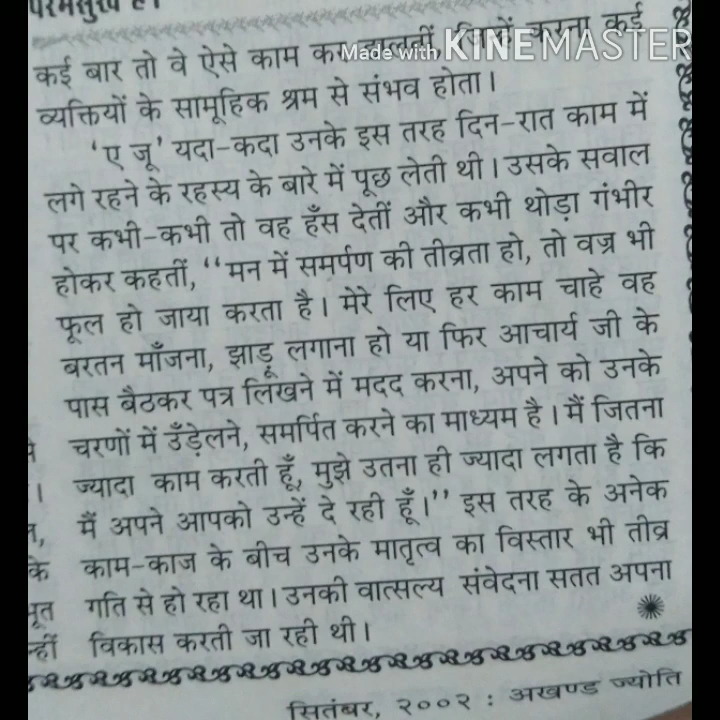 परमसुख है।
Made with KINEMASTER
कई बार तो वे ऐसे काम कर डालतीं, जिन्हें करना कई
व्यक्तियों के सामूहिक श्रम से संभव होता।
‘ए जू’ यदा-कदा उनके इस तरह दिन-रात काम में
लगे रहने के रहस्य के बारे में पूछ लेती थी। उसके सवाल
पर कभी-कभी तो वह हँस देतीं और कभी थोड़ा गंभीर
होकर कहतीं, ‘‘मन में समर्पण की तीव्रता हो, तो वज्र भी
फूल हो जाया करता है। मेरे लिए हर काम चाहे वह
बरतन माँजना, झाड़ू लगाना हो या फिर आचार्य जी के
पास बैठकर पत्र लिखने में मदद करना, अपने को उनके
चरणों में उँड़ेलने, समर्पित करने का माध्यम है। मैं जितना
ज्यादा काम करती हूँ, मुझे उतना ही ज्यादा लगता है कि
मैं अपने आपको उन्हें दे रही हूँ।’’ इस तरह के अनेक
के काम-काज के बीच उनके मातृत्व का विस्तार भी तीव्र
गति से हो रहा था। उनकी वात्सल्य संवेदना सतत अपना
विकास करती जा रही थी।
सितंबर, २००२ : अखण्ड ज्योति